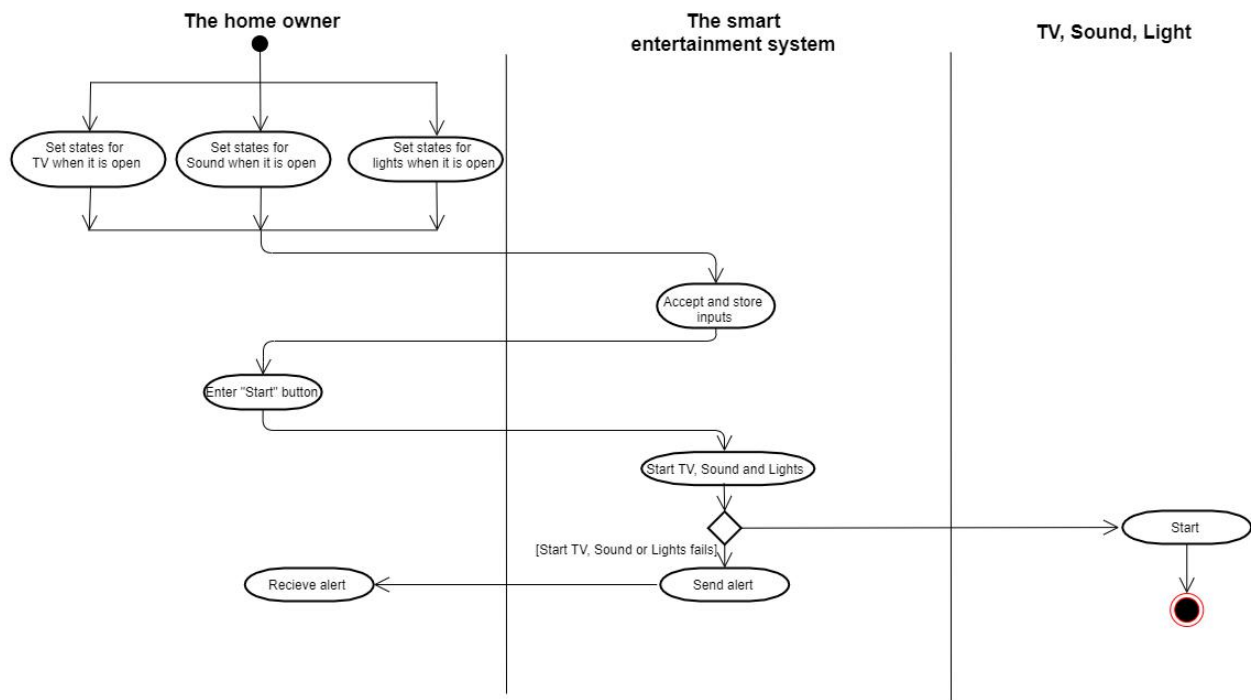 The home owner
The smart
entertainment system
TV, Sound, Light
Set states for
TV when it is open
Set states for
Sound when it is open
Set states for
lights when it is open
Accept and store
inputs
Enter "Start" button
Start TV, Sound and Lights
[Start TV, Sound or Lights fails]
Start
Recieve alert
Send alert